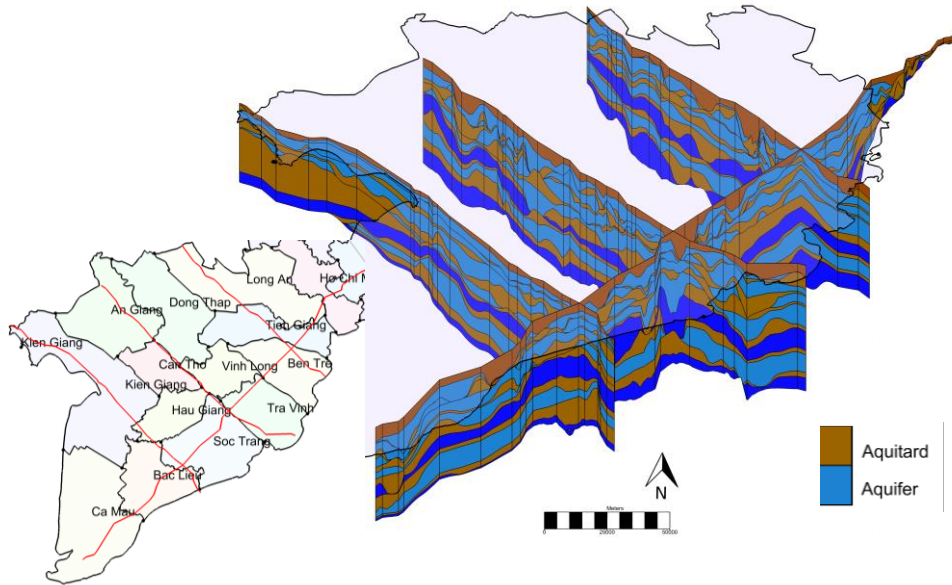 Long An
Ho Chi M
Dong Thap
An Giang
Tien Giang
Kien Giang
Can Tho
Vinh Long
Ben Tre
Kien Giang
Hau Giang
Tra Vinh
Soc Trang
Bac Lieu
Ca Mau
Aquitard
Aquifer
N
Meters
0 25000 50000